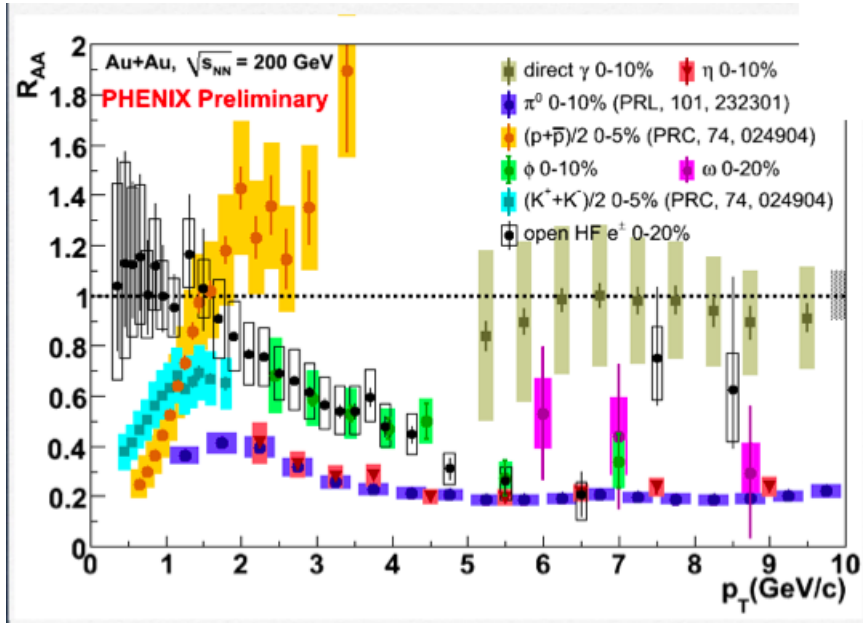 R_AA
2
1.8
1.6
1.4
1.2
1
0.8
0.6
0.4
0.2
0
Au+Au, √s_NN = 200 GeV
PHENIX Preliminary
direct γ 0-10%
η 0-10%
π⁰ 0-10% (PRL, 101, 232301)
(p+p̅)/2 0-5% (PRC, 74, 024904)
φ 0-10%
ω 0-20%
(K⁺+K⁻)/2 0-5% (PRC, 74, 024904)
open HF e± 0-20%
0 1 2 3 4 5 6 7 8 9 10
p_T(GeV/c)